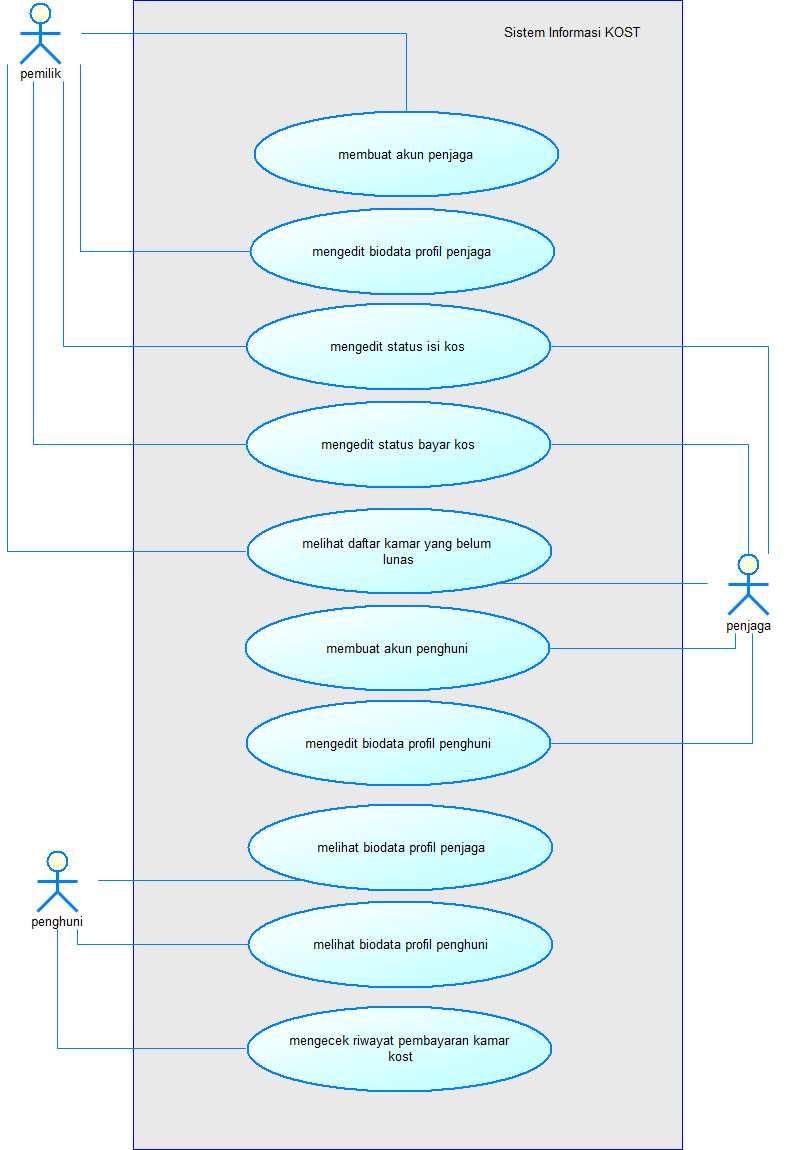 Sistem Informasi KOST
pemilik
membuat akun penjaga
mengedit biodata profil penjaga
mengedit status isi kos
mengedit status bayar kos
melihat daftar kamar yang belum
lunas
penjaga
membuat akun penghuni
mengedit biodata profil penghuni
melihat biodata profil penjaga
penghuni
melihat biodata profil penghuni
mengecek riwayat pembayaran kamar
kost